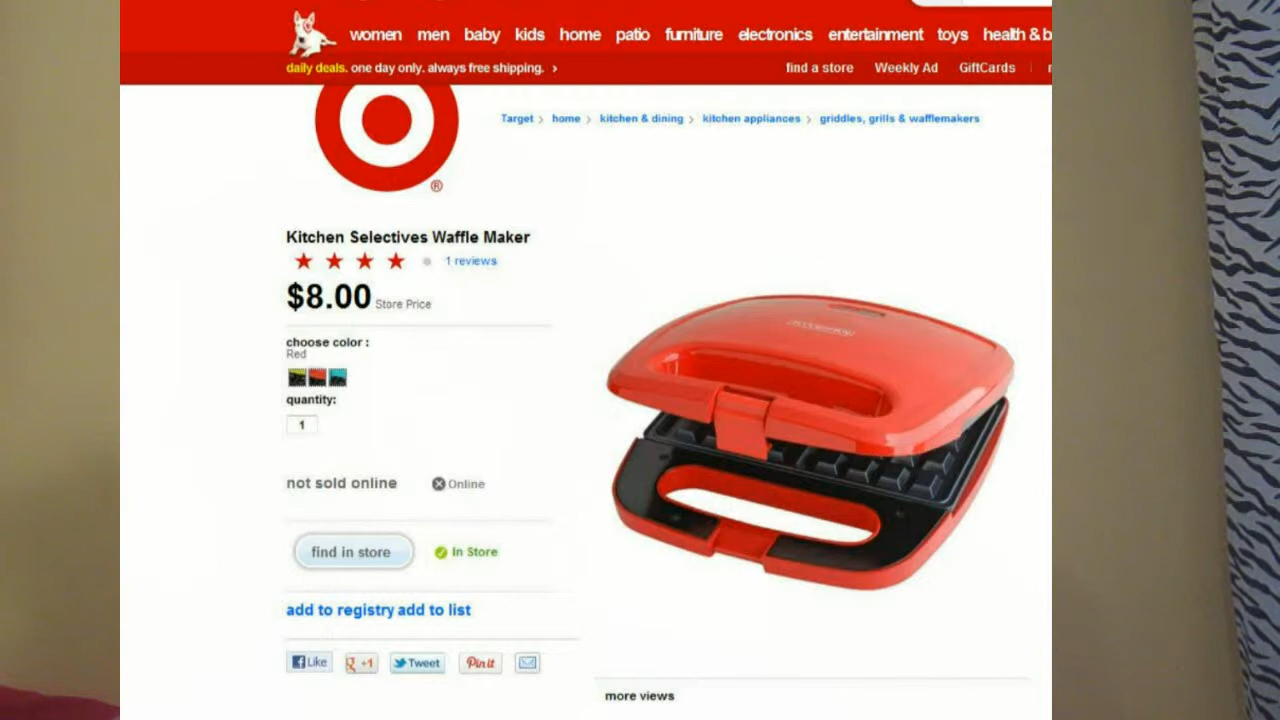 women men baby kids home patio furniture electronics entertainment toys health & b
daily deals. one day only. always free shipping. >
find a store Weekly Ad GiftCards
Target > home > kitchen & dining > kitchen appliances > griddles, grills & wafflemakers
®
Kitchen Selectives Waffle Maker
1 reviews
$8.00 Store Price
choose color :
Red
quantity:
1
not sold online Online
find in store In Store
add to registry add to list
Like +1 Tweet Pin it
more views